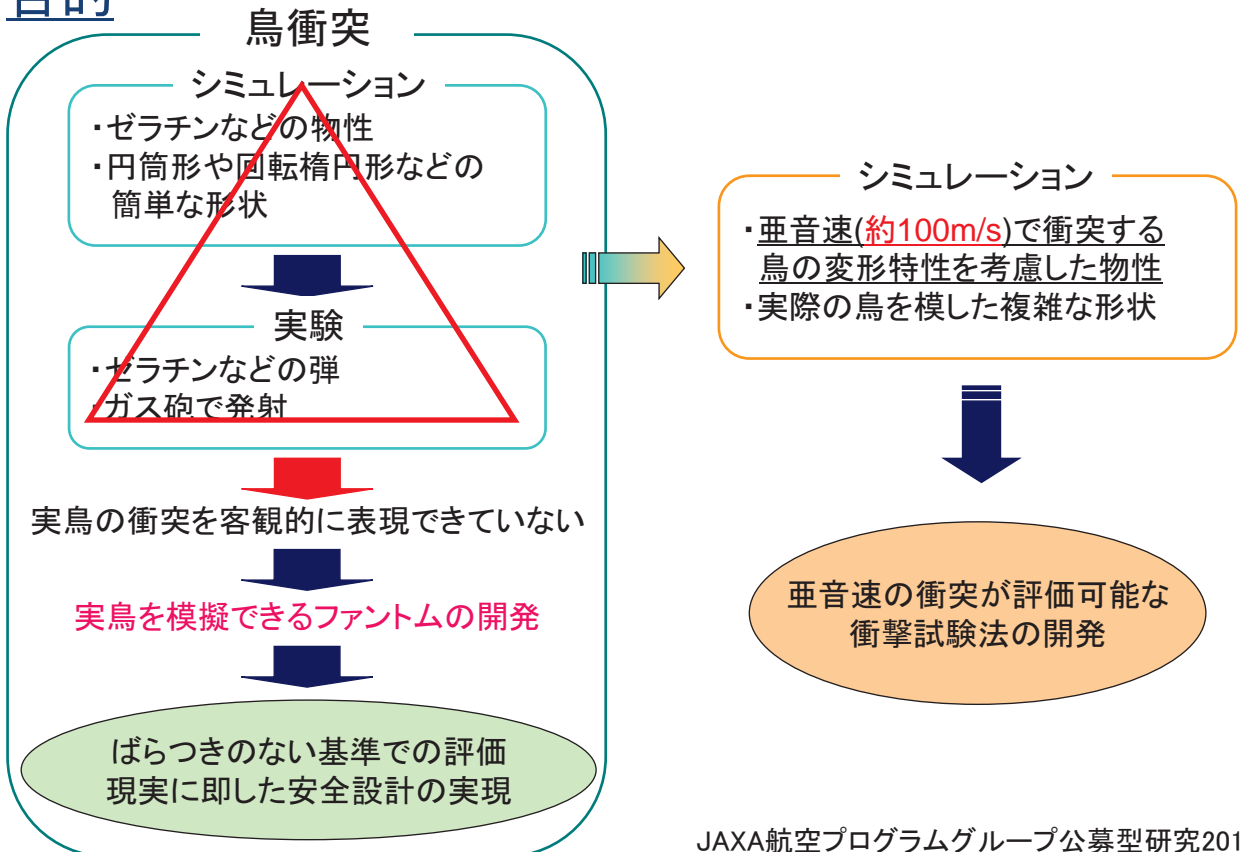 目的
鳥衝突
シミュレーション
・ゼラチンなどの物性
・円筒形や回転楕円形などの
簡単な形状
実験
・ゼラチンなどの弾
・ガス砲で発射
実鳥の衝突を客観的に表現できていない
実鳥を模擬できるファントムの開発
ばらつきのない基準での評価
現実に即した安全設計の実現
シミュレーション
・亜音速(約100m/s)で衝突する
鳥の変形特性を考慮した物性
・実際の鳥を模した複雑な形状
亜音速の衝突が評価可能な
衝撃試験法の開発
JAXA航空プログラムグループ公募型研究201